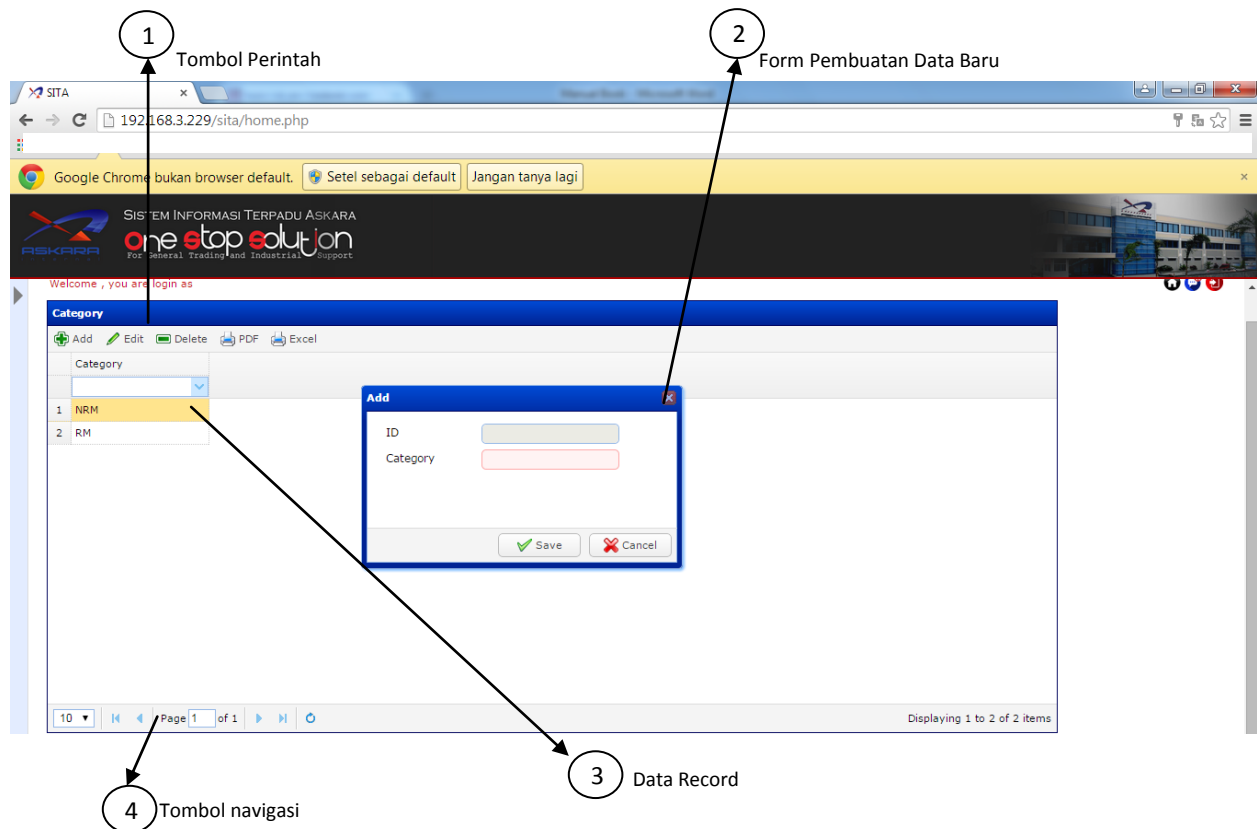 1
2
Tombol Perintah
Form Pembuatan Data Baru
SITA
192.168.3.229/sita/home.php
Google Chrome bukan browser default.
Setel sebagai default
Jangan tanya lagi
ASKARA
SISTEM INFORMASI TERPADU ASKARA
one stop solution
For General Trading and Industrial Support
Welcome , you are login as
Category
Add Edit Delete PDF Excel
Category
1 NRM
2 RM
Add
ID
Category
Save Cancel
10 Page 1 of 1 Displaying 1 to 2 of 2 items
3 Data Record
4 Tombol navigasi